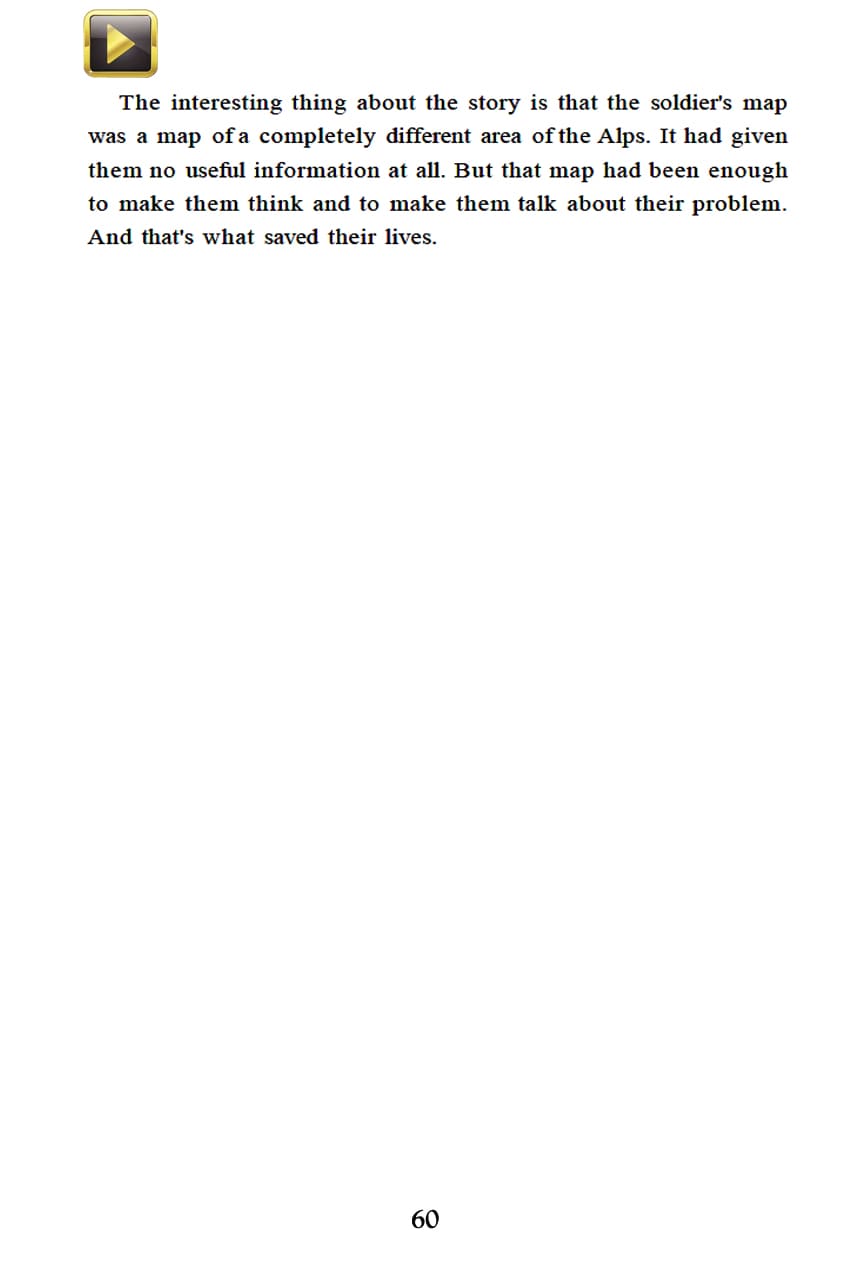 The interesting thing about the story is that the soldier's map
was a map of a completely different area of the Alps. It had given
them no useful information at all. But that map had been enough
to make them think and to make them talk about their problem.
And that's what saved their lives.
60